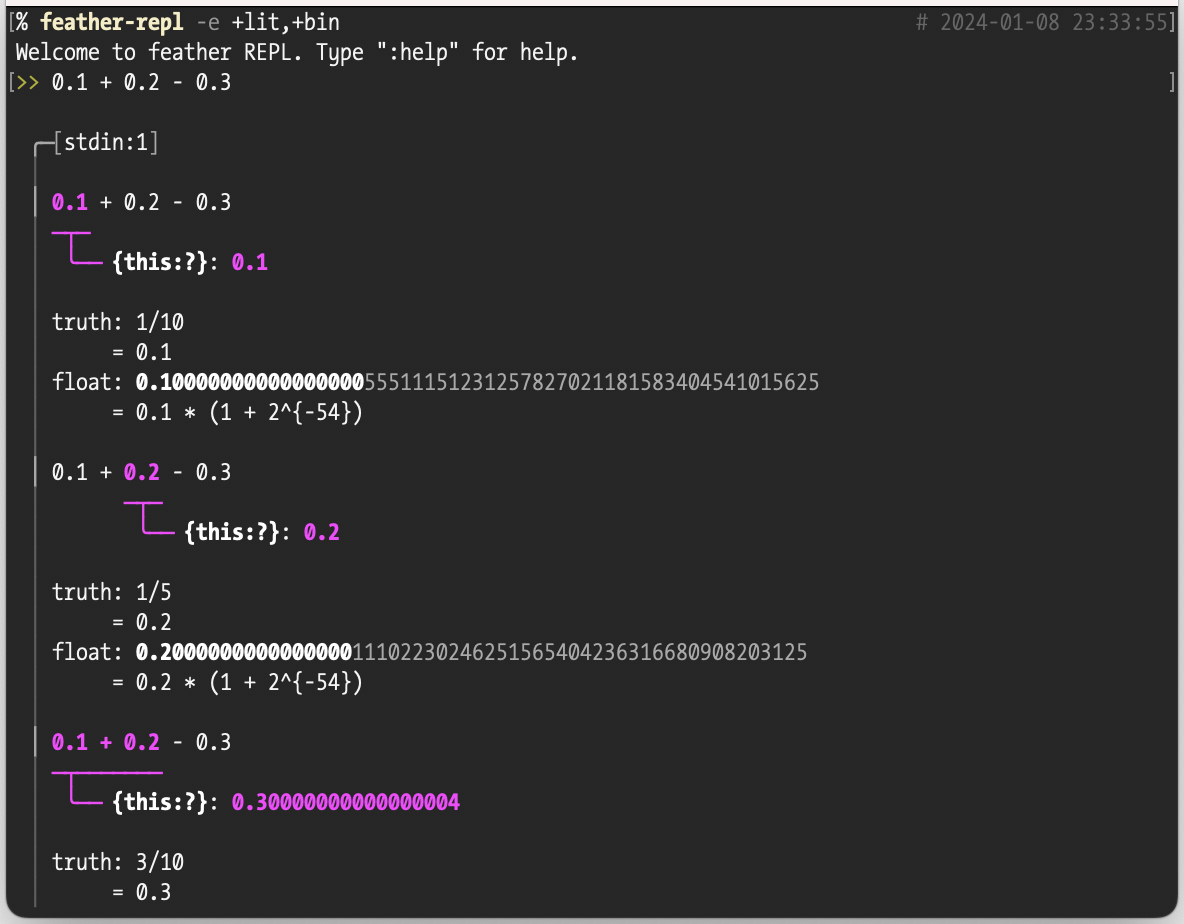 [% feather-repl -e +lit,+bin # 2024-01-08 23:33:55]
Welcome to feather REPL. Type ":help" for help.
[>> 0.1 + 0.2 - 0.3 ]
[stdin:1]
0.1 + 0.2 - 0.3
{this:?}: 0.1
truth: 1/10
= 0.1
float: 0.1000000000000000055511151231257827021181583404541015625
= 0.1 * (1 + 2^{-54})
0.1 + 0.2 - 0.3
{this:?}: 0.2
truth: 1/5
= 0.2
float: 0.200000000000000011102230246251565404236316680908203125
= 0.2 * (1 + 2^{-54})
0.1 + 0.2 - 0.3
{this:?}: 0.30000000000000004
truth: 3/10
= 0.3